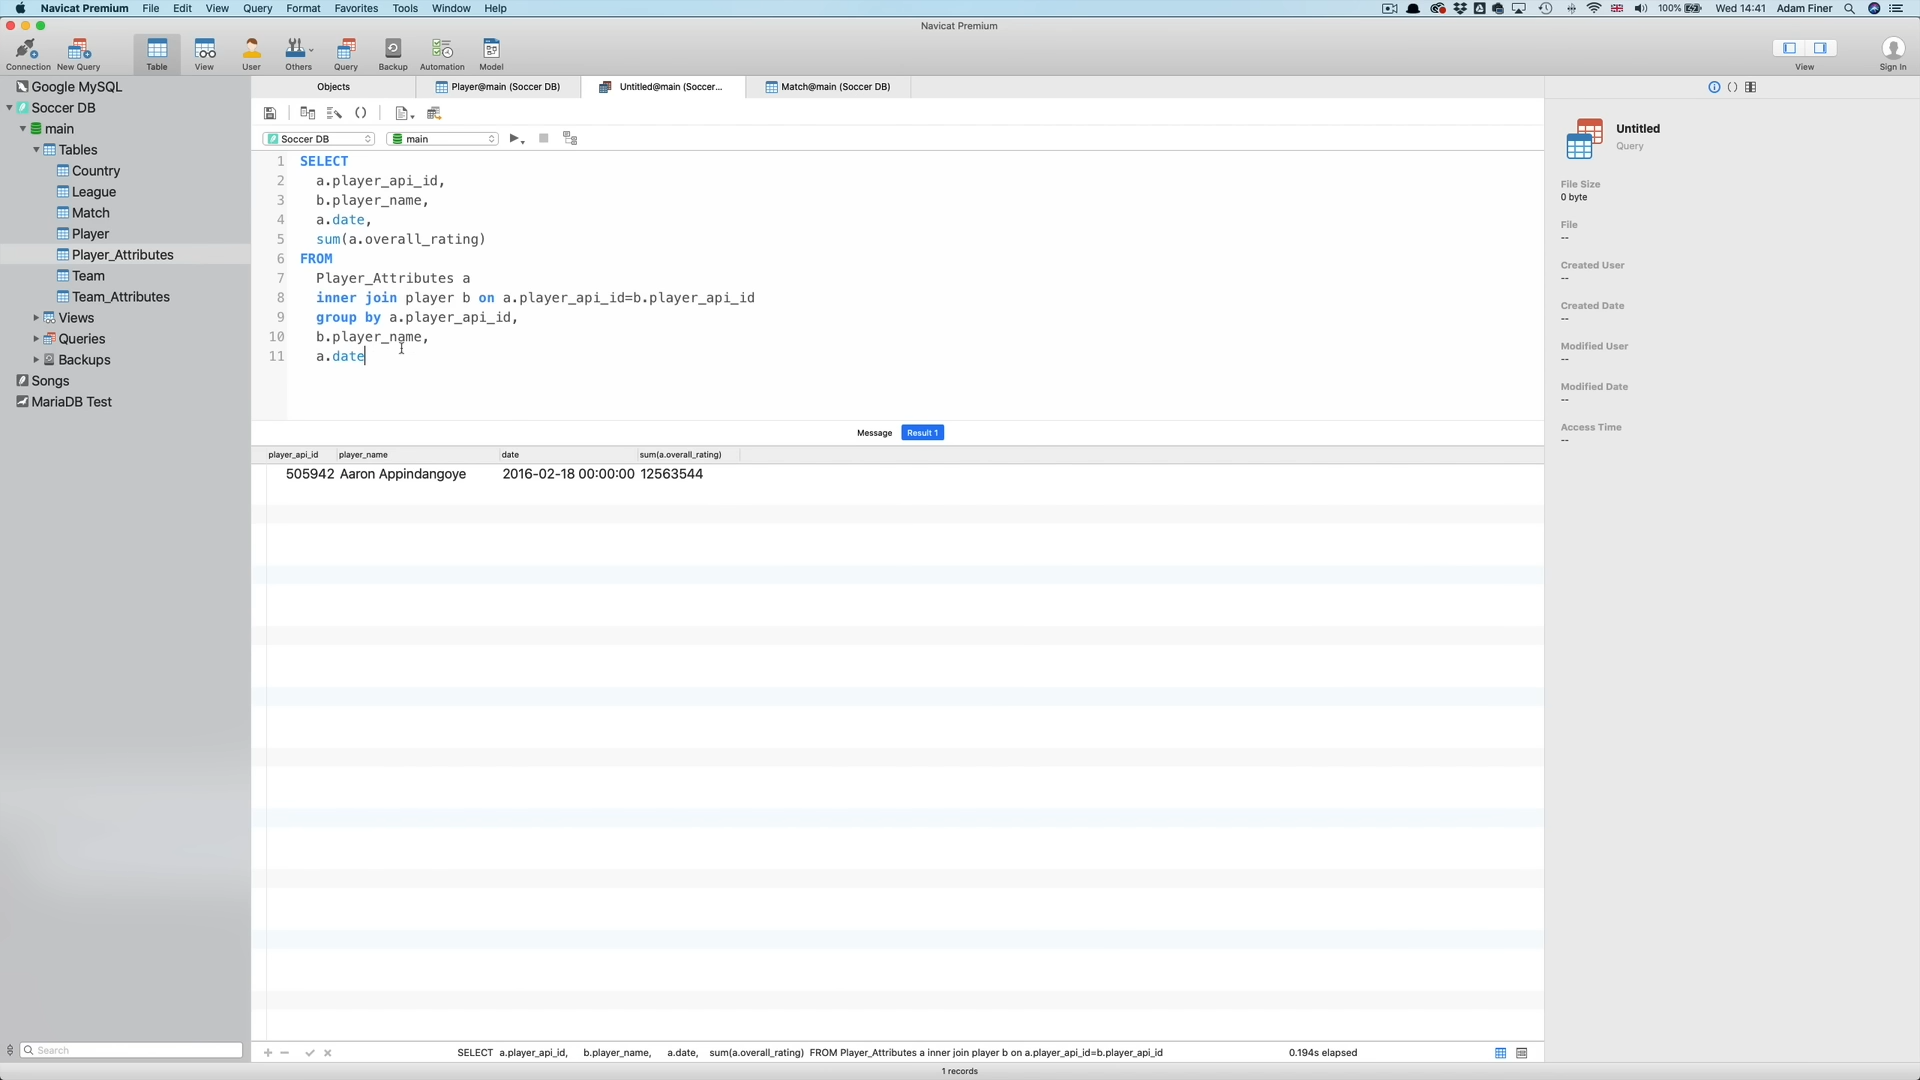 Navicat Premium File Edit View Query Format Favorites Tools Window Help 100% Wed 14:41 Adam Finer
Navicat Premium
Connection New Query Table View User Others Query Backup Automation Model View Sign In
Google MySQL
Soccer DB
main
Tables
Country
League
Match
Player
Player_Attributes
Team
Team_Attributes
Views
Queries
Backups
Songs
MariaDB Test
Search
Objects Player@main (Soccer DB) Untitled@main (Soccer... Match@main (Soccer DB)
Soccer DB main
1 SELECT
2 a.player_api_id,
3 b.player_name,
4 a.date,
5 sum(a.overall_rating)
6 FROM
7 Player_Attributes a
8 inner join player b on a.player_api_id=b.player_api_id
9 group by a.player_api_id,
10 b.player_name,
11 a.date
Message Result 1
player_api_id player_name date sum(a.overall_rating)
505942 Aaron Appindangoye 2016-02-18 00:00:00 12563544
SELECT a.player_api_id, b.player_name, a.date, sum(a.overall_rating) FROM Player_Attributes a inner join player b on a.player_api_id=b.player_api_id 0.194s elapsed
1 records
Untitled
Query
File Size
0 byte
File
--
Created User
--
Created Date
--
Modified User
--
Modified Date
--
Access Time
--